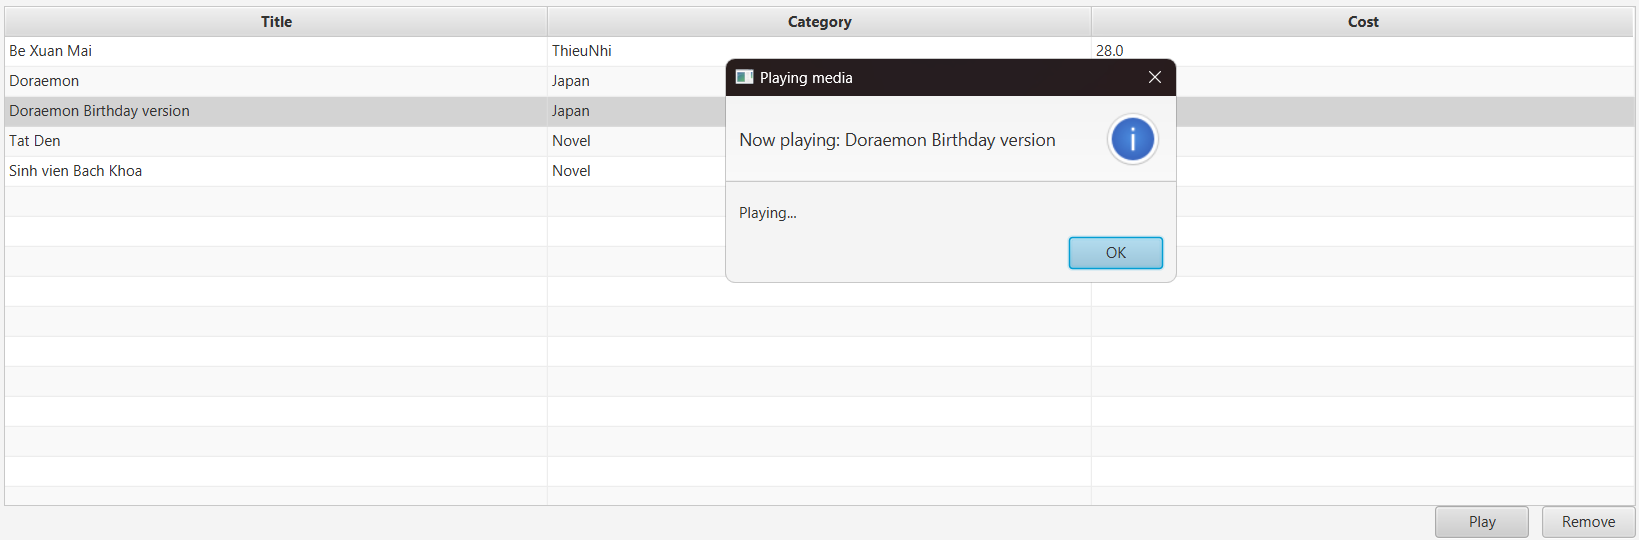 Title Category Cost
Be Xuan Mai ThieuNhi 28.0
Doraemon Japan
Doraemon Birthday version Japan
Tat Den Novel
Sinh vien Bach Khoa Novel
Playing media
Now playing: Doraemon Birthday version
Playing...
OK
Play Remove